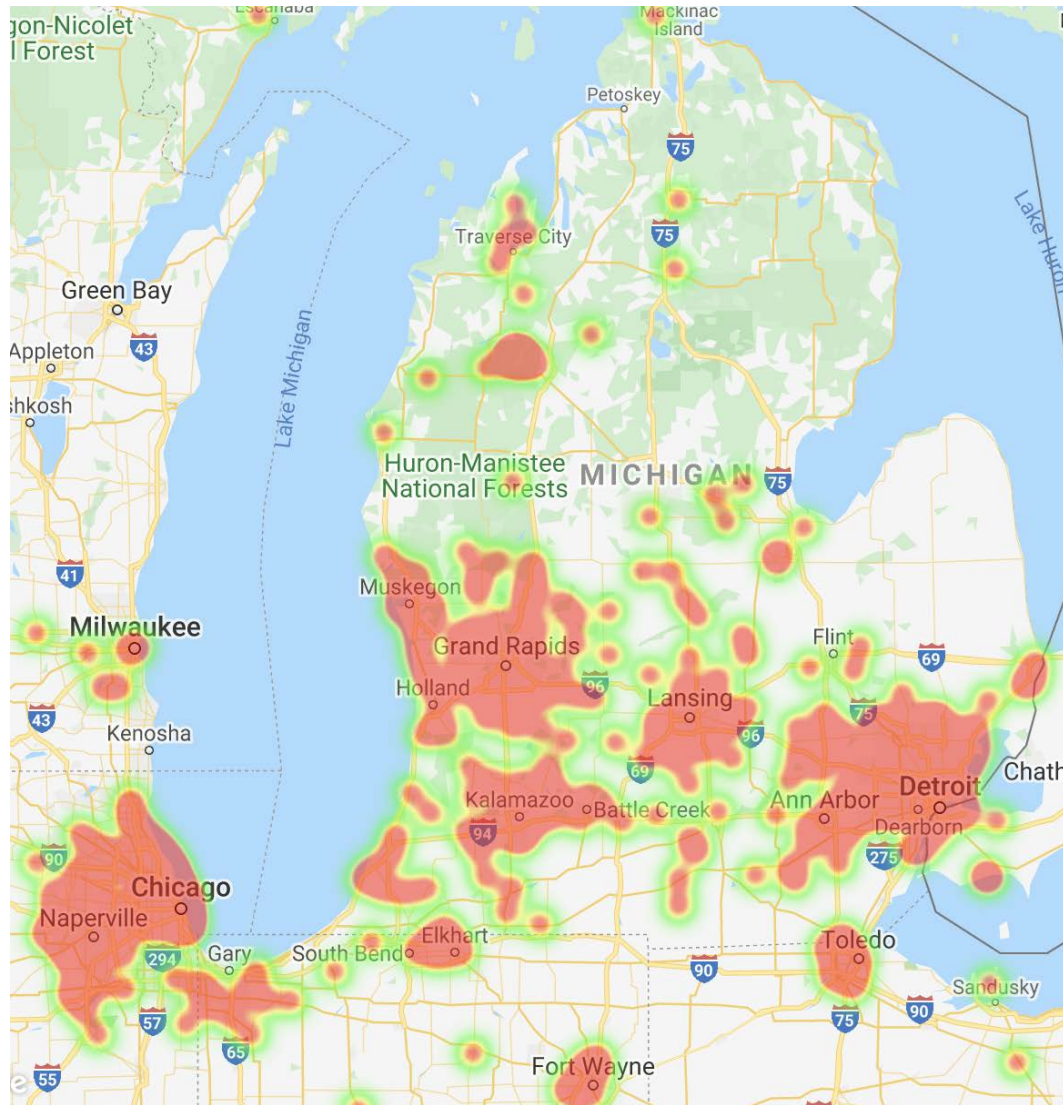 Escanaba
gon-Nicolet
l Forest
Mackinac
Island
Petoskey
75
75
Lake Huron
Traverse City
Green Bay
43
Appleton
Lake Michigan
shkosh
Huron-Manistee
National Forests
MICHIGAN
75
41
Muskegon
Milwaukee
Flint
Grand Rapids
69
96
Holland
Lansing
75
43
96
Kenosha
69
Chath
Detroit
Kalamazoo
Battle Creek
Ann Arbor
94
Dearborn
90
275
Chicago
Naperville
Elkhart
Toledo
South Bend
Gary
294
90
Sandusky
57
75
90
65
55
Fort Wayne
e